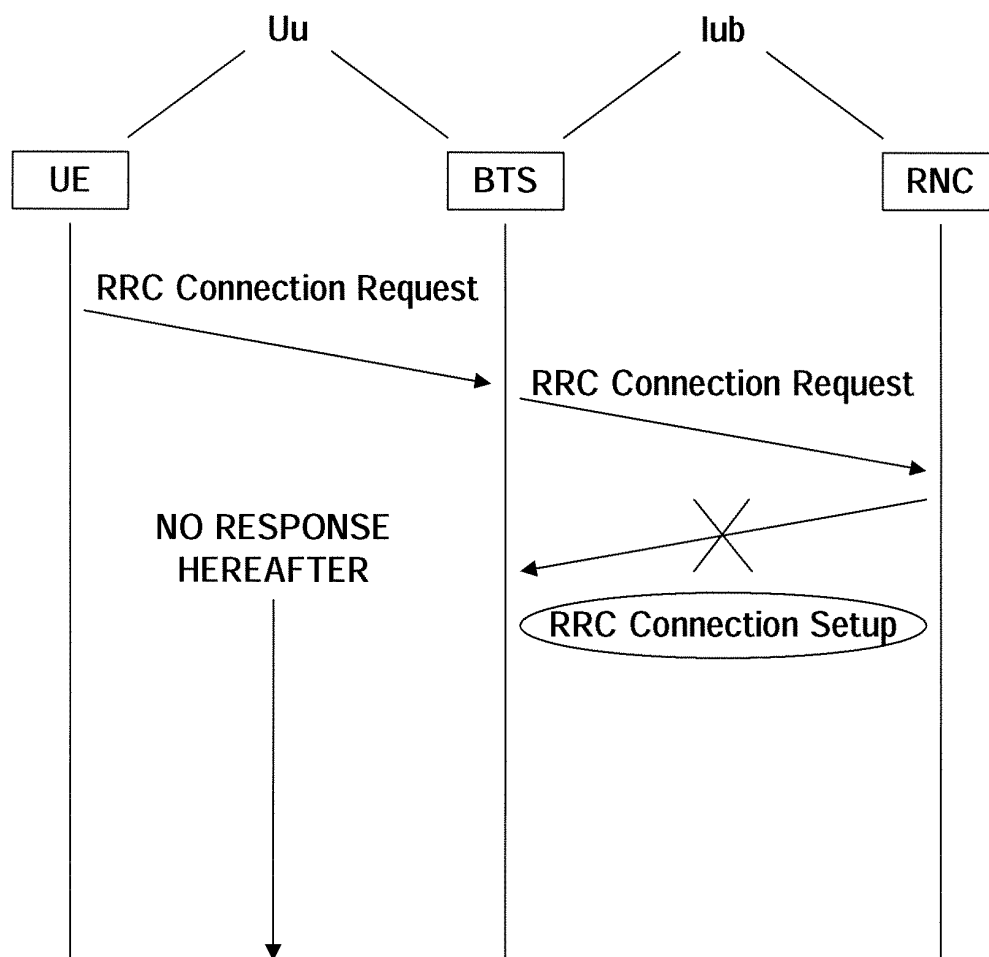 Uu
Iub
UE
BTS
RNC
RRC Connection Request
RRC Connection Request
NO RESPONSE
HEREAFTER
RRC Connection Setup